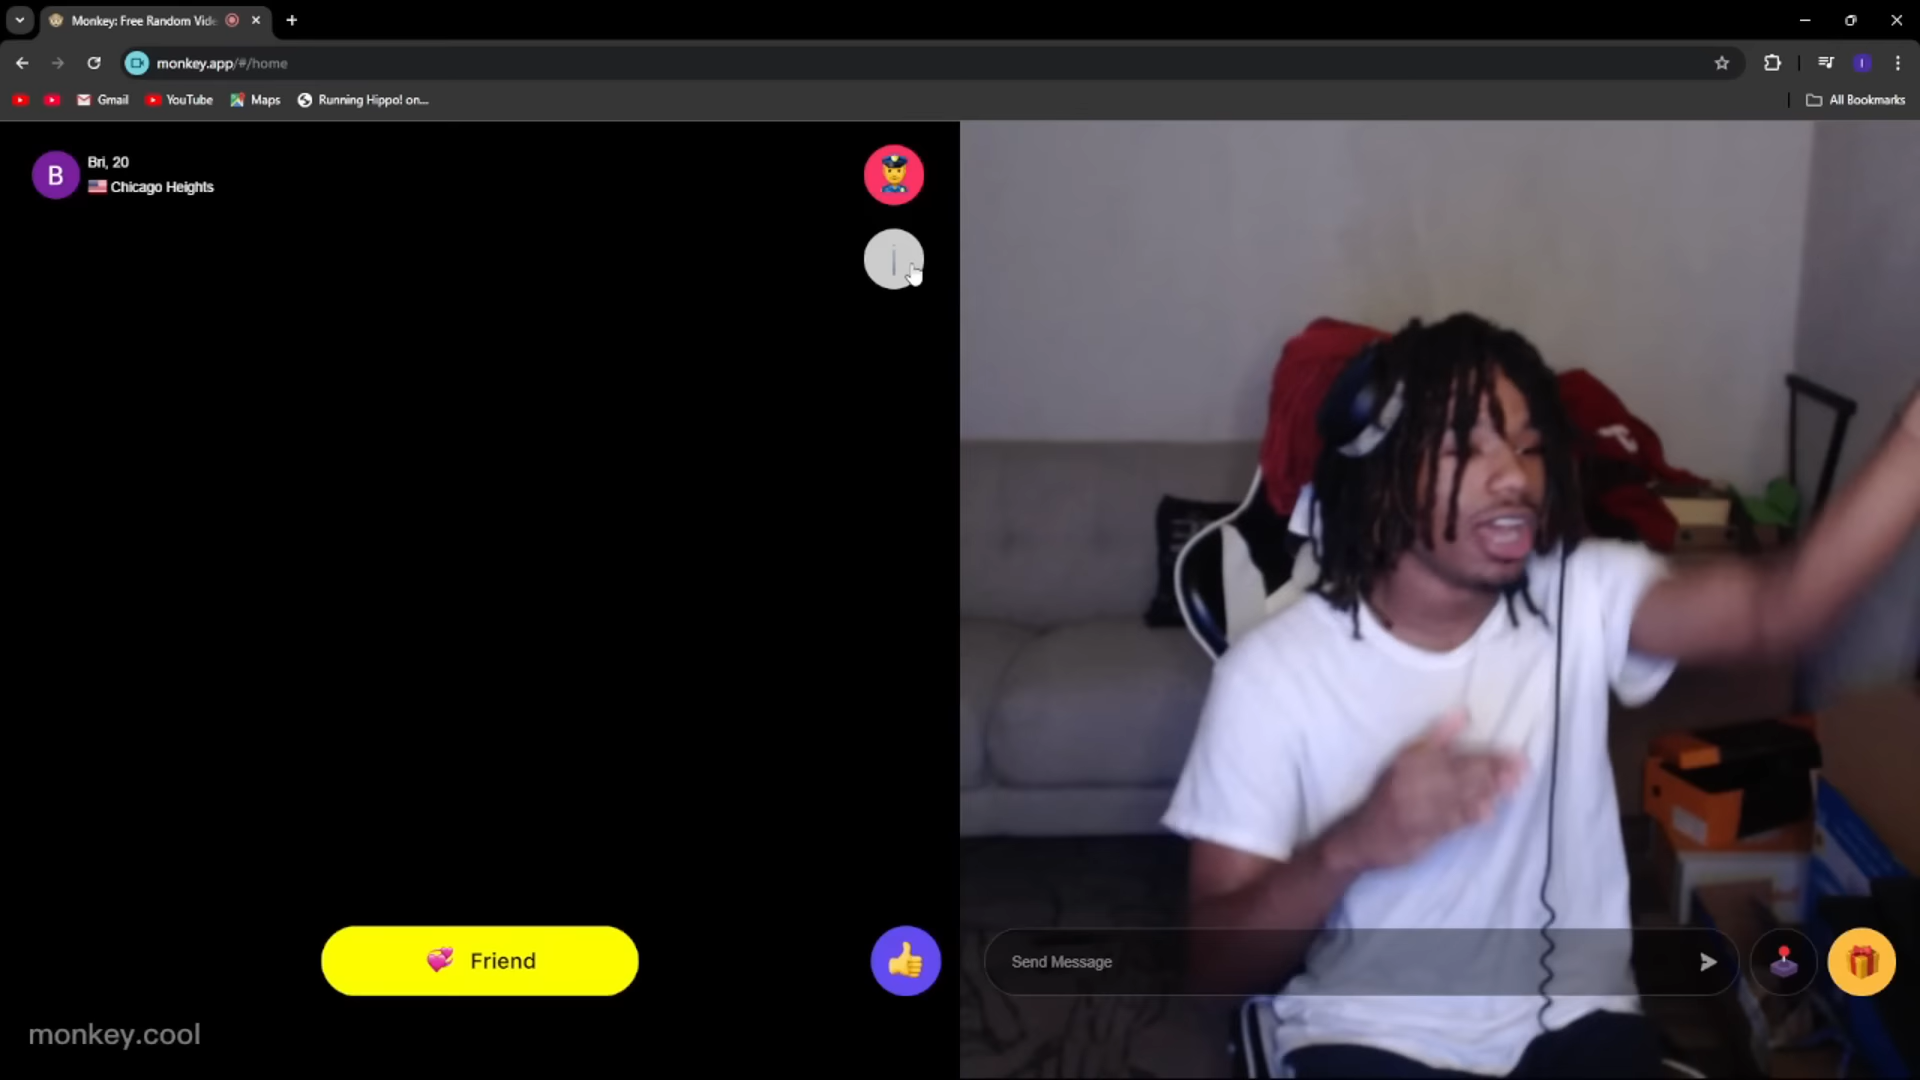 Monkey: Free Random Vide
monkey.app/#/home
Gmail
YouTube
Maps
Running Hippo! on...
All Bookmarks
B
Bri, 20
Chicago Heights
Friend
Send Message
monkey.cool